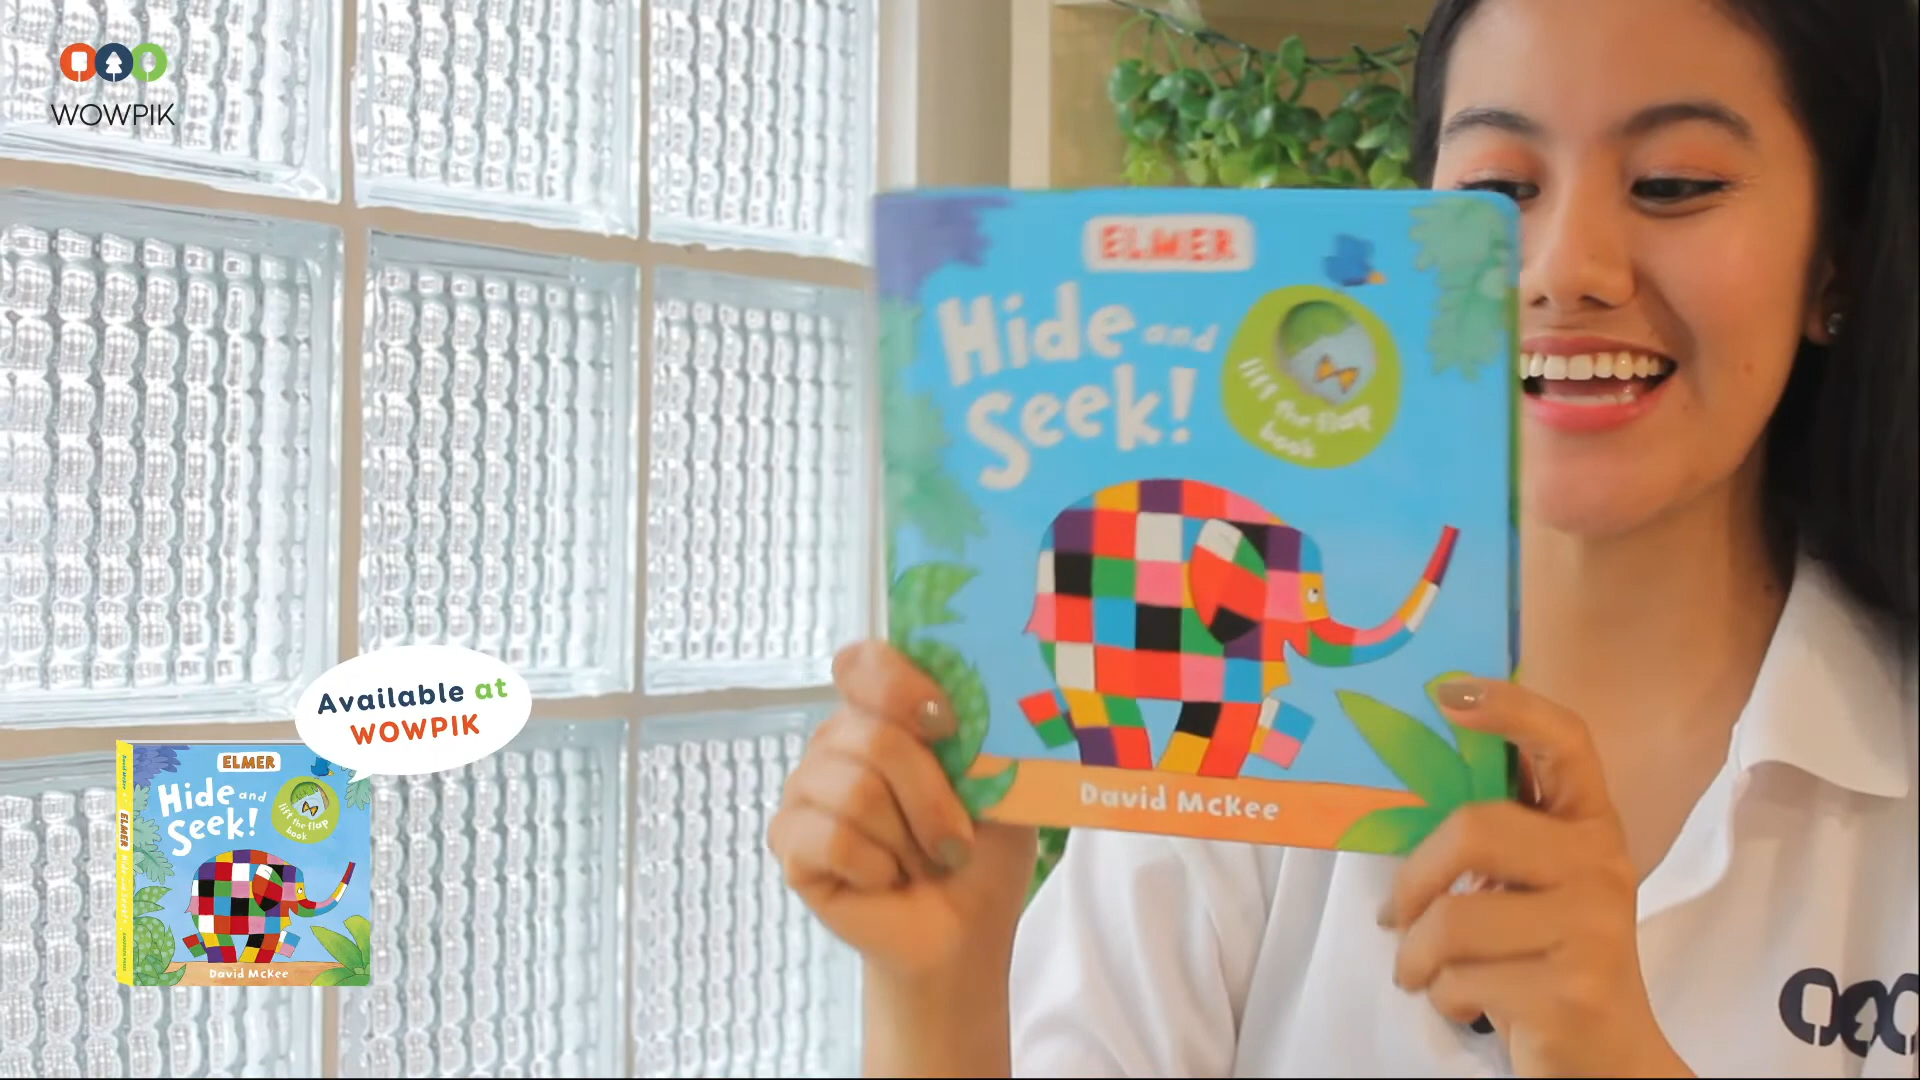 WOWPIK
ELMER
Hide and
Seek!
lift the flap
book
David McKee
Available at
WOWPIK
ELMER
Hide and
Seek!
lift the flap
book
David McKee
ELMER